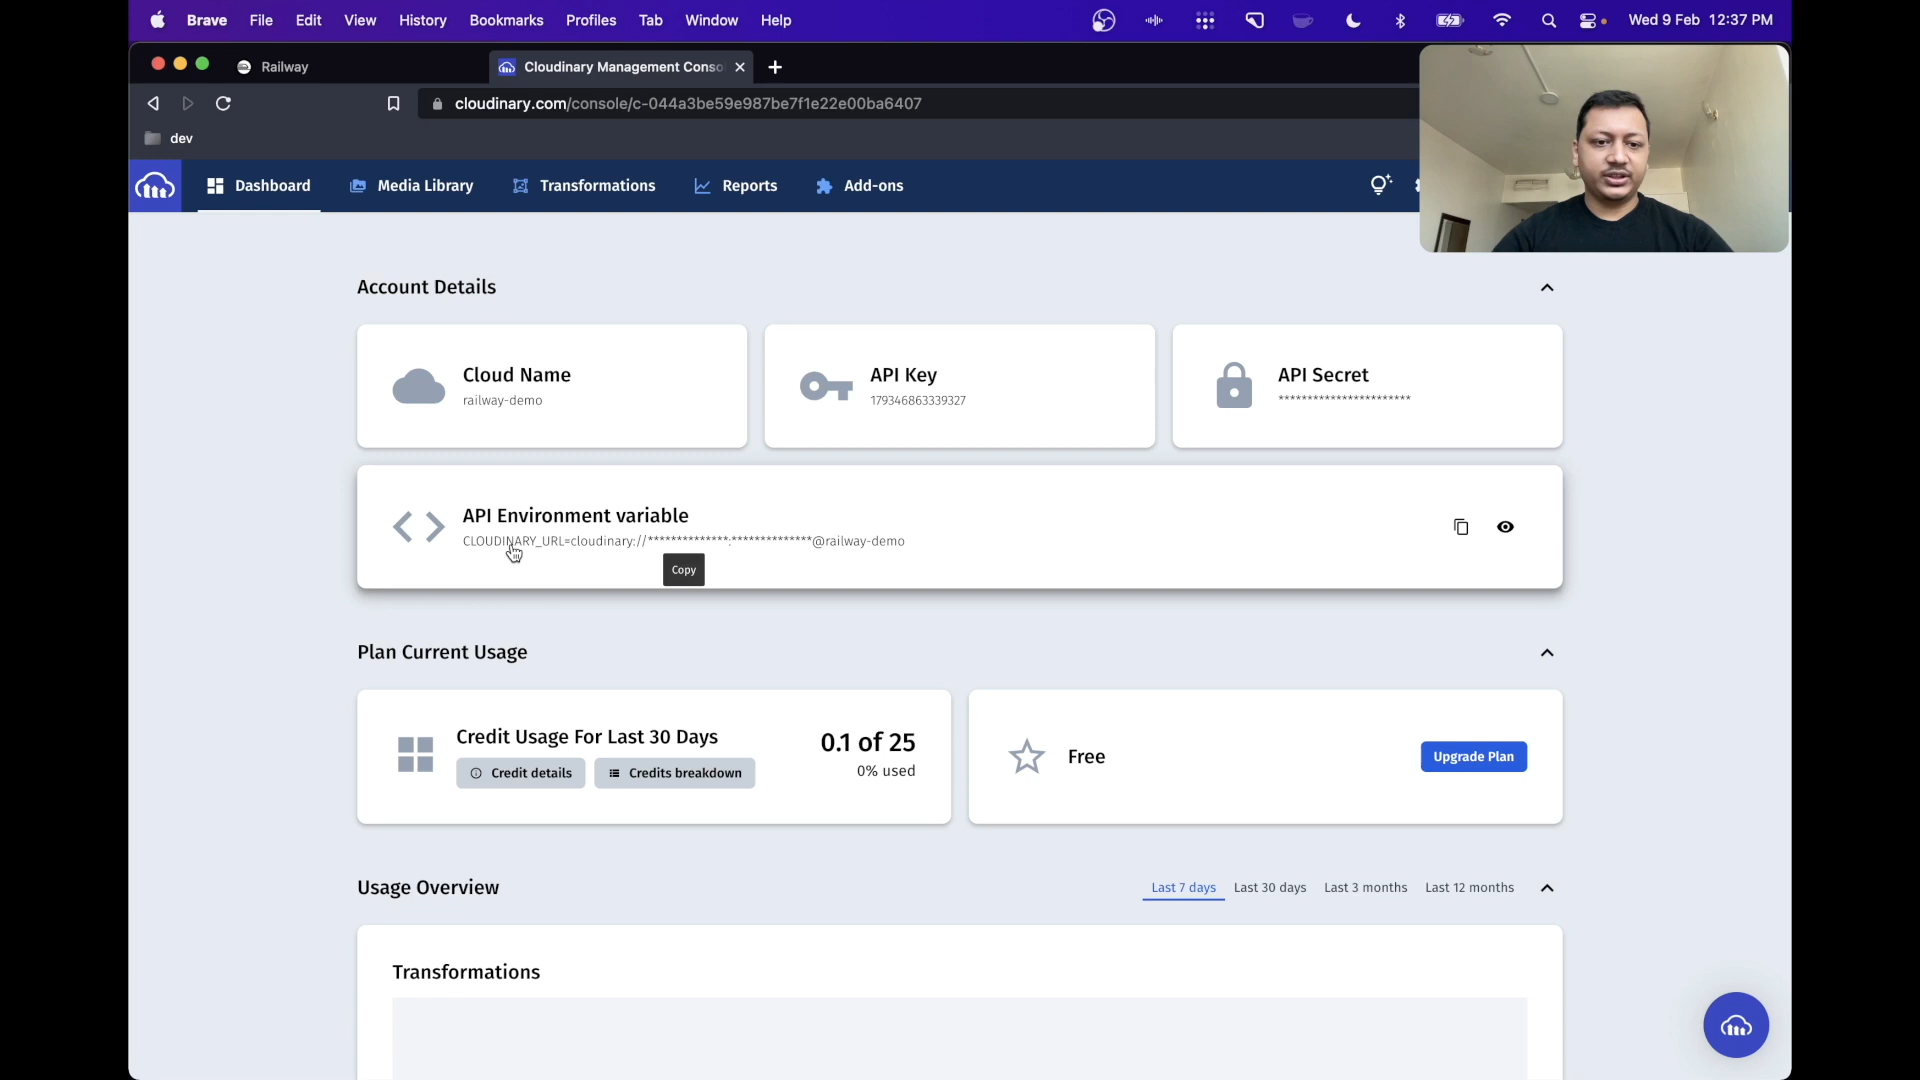 Brave File Edit View History Bookmarks Profiles Tab Window Help
Wed 9 Feb 12:37 PM
Railway
Cloudinary Management Conso
cloudinary.com/console/c-044a3be59e987be7f1e22e00ba6407
dev
Dashboard Media Library Transformations Reports Add-ons
Account Details
Cloud Name
railway-demo
API Key
179346863339327
API Secret
***********************
API Environment variable
CLOUDINARY_URL=cloudinary://**************:**************@railway-demo
Copy
Plan Current Usage
Credit Usage For Last 30 Days
Credit details
Credits breakdown
0.1 of 25
0% used
Free
Upgrade Plan
Usage Overview
Last 7 days Last 30 days Last 3 months Last 12 months
Transformations